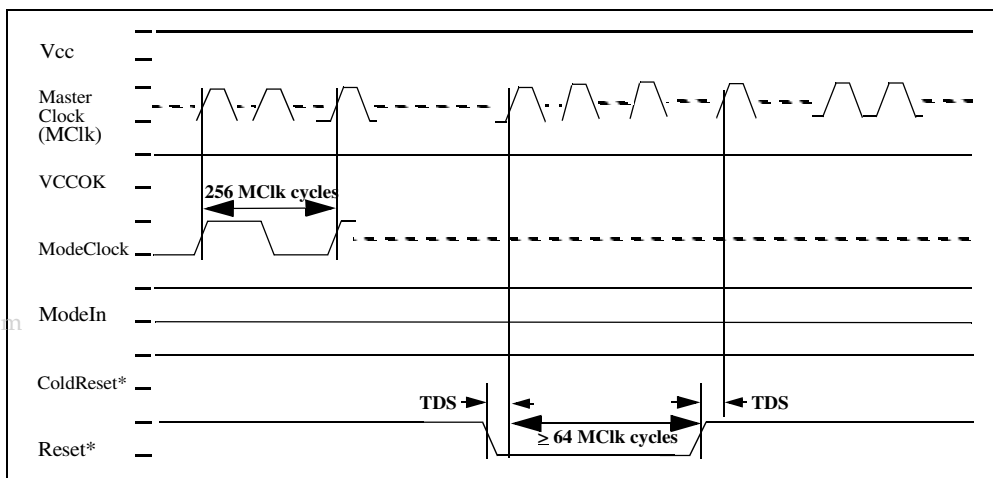 Vcc
Master
Clock
(MClk)
VCCOK
256 MClk cycles
ModeClock
ModeIn
m
ColdReset*
TDS
TDS
≥ 64 MClk cycles
Reset*